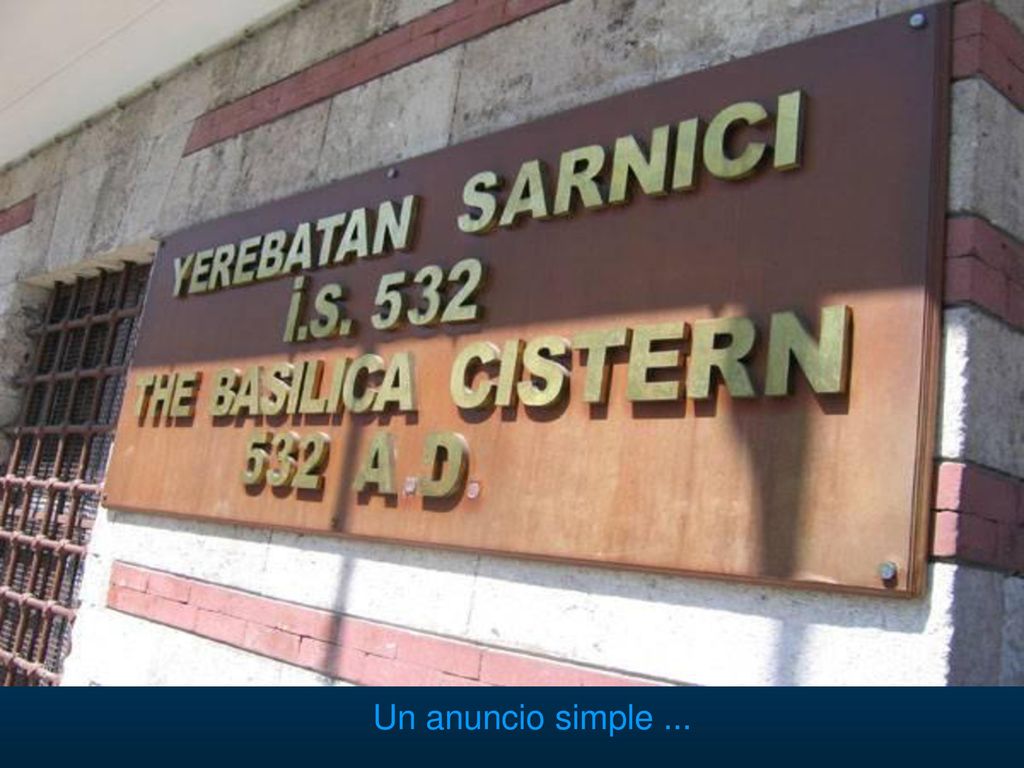 YEREBATAN SARNICI
İ.S. 532
THE BASILICA CISTERN
532 A.D.
Un anuncio simple ...